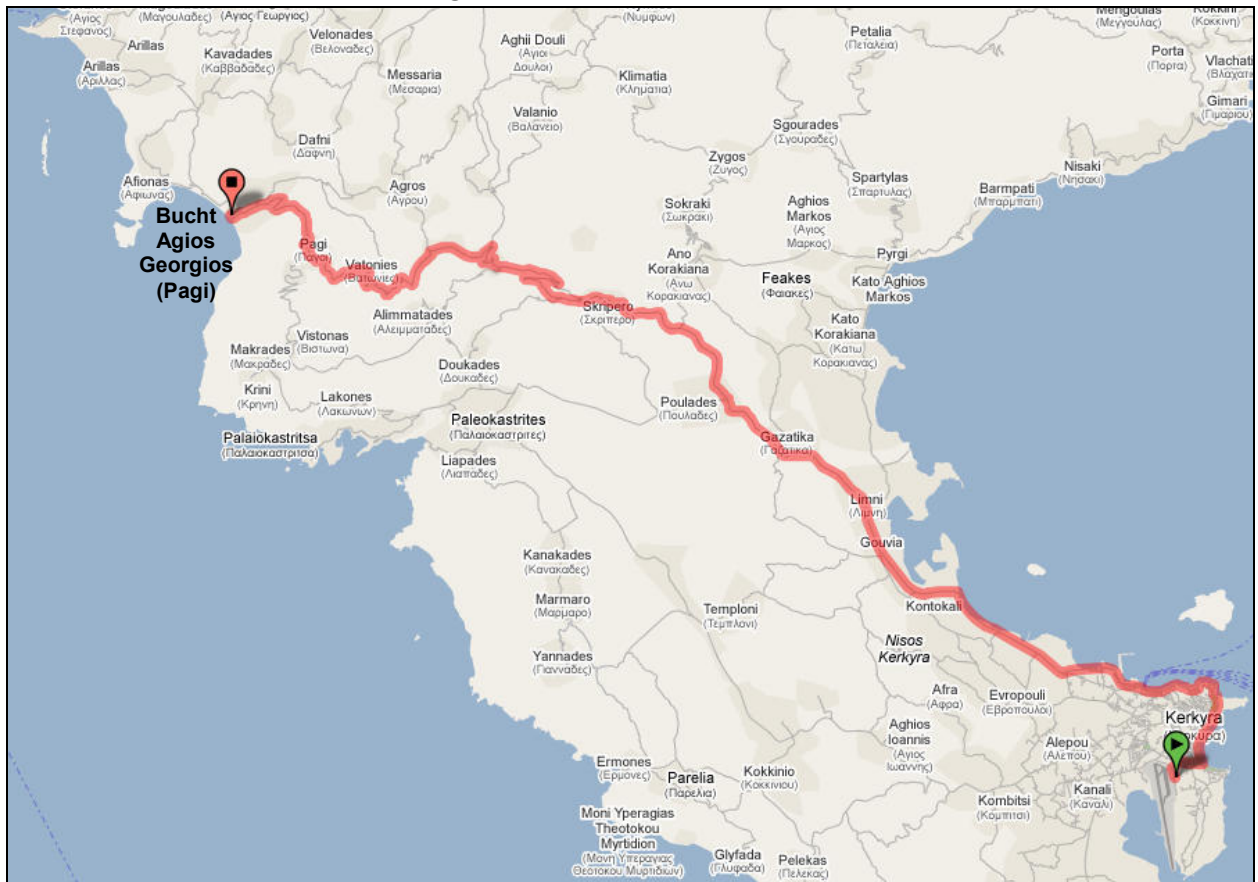 (Αγιος
Στεφανος)
(Μαγουλαδες)
(Αγιος Γεωργιος)
(Νυμφων)
Mengoulas
(Μεγγουλας)
Kokkini
(Κοκκινη)
Arillas
Kavadades
(Καββαδαδες)
Velonades
(Βελοναδες)
Aghii Douli
(Αγιοι
Δουλοι)
Petalia
(Πεταλεια)
Porta
(Πορτα)
Vlachati
Arillas
(Αριλλας)
Messaria
(Μεσαρια)
Klimatia
(Κληματια)
Gimari
(Γιμαριου)
Valanio
(Βαλανειο)
Sgourades
(Σγουραδες)
Dafni
(Δαφνη)
Zygos
(Ζυγος)
Nisaki
(Νησακι)
Afionas
(Αφιωνας)
Agros
(Αγρου)
Spartylas
(Σπαρτυλας)
Barmpati
(Μπαρμπατι)
Sokraki
(Σωκρακι)
Aghios
Markos
(Αγιος
Μαρκος)
Bucht
Agios
Georgios
(Pagi)
Pagi
(Παγοι)
Vatonies
(Βατωνιες)
Ano
Korakiana
(Ανω
Κορακιανας)
Pyrgi
Feakes
(Φαιακες)
Kato Aghios
Markos
Skripero
(Σκριπερο)
Alimmatades
(Αλειμματαδες)
Kato
Korakiana
(Κατω
Κορακιανας)
Vistonas
(Βιστωνα)
Makrades
(Μακραδες)
Doukades
(Δουκαδες)
Krini
(Κρηνη)
Lakones
(Λακωνων)
Poulades
(Πουλαδες)
Paleokastrites
(Παλαιοκαστριτες)
Palaiokastritsa
(Παλαιοκαστριτσα)
Gazatika
(Γαζατικα)
Liapades
(Λιαπαδες)
Limni
(Λιμνη)
Gouvia
Kanakades
(Κανακαδες)
Marmaro
(Μαρμαρο)
Temploni
(Τεμπλονι)
Kontokali
Nisos
Kerkyra
Yannades
(Γιανναδες)
Afra
(Αφρα)
Evropouli
(Εβροπουλοι)
Kerkyra
Aghios
Ioannis
(Αγιος
Ιωαννης)
Alepou
(Αλεπου)
Ermones
(Ερμονες)
Parelia
(Παρελια)
Kokkinio
(Κοκκινιου)
Kombitsi
(Κομπιτσι)
Kanali
(Καναλι)
Moni Yperagias
Theotokou
Myrtidion
(Μονη Υπεραγιας
Θεοτοκου Μυρτιδιων)
Glyfada
(Γλυφαδα)
Pelekas
(Πελεκας)